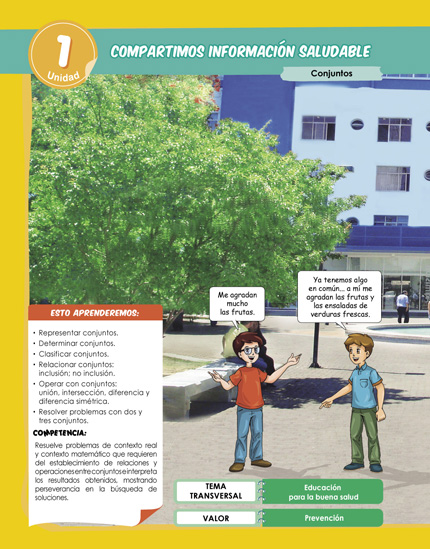 1
Unidad
COMPARTIMOS INFORMACIÓN SALUDABLE
Conjuntos
Me agradan
mucho
las frutas.
Ya tenemos algo
en común... a mí me
agradan las frutas y
las ensaladas de
verduras frescas.
ESTO APRENDEREMOS:
• Representar conjuntos.
• Determinar conjuntos.
• Clasificar conjuntos.
• Relacionar conjuntos:
inclusión: no inclusión.
• Operar con conjuntos:
unión, intersección, diferencia y
diferencia simétrica.
• Resolver problemas con dos y
tres conjuntos.
COMPETENCIA:
Resuelve problemas de contexto real
y contexto matemático que requieren
del establecimiento de relaciones y
operaciones entre conjuntos e interpreta
los resultados obtenidos, mostrando
perseverancia en la búsqueda de
soluciones.
TEMA
TRANSVERSAL
Educación
para la buena salud
VALOR
Prevención